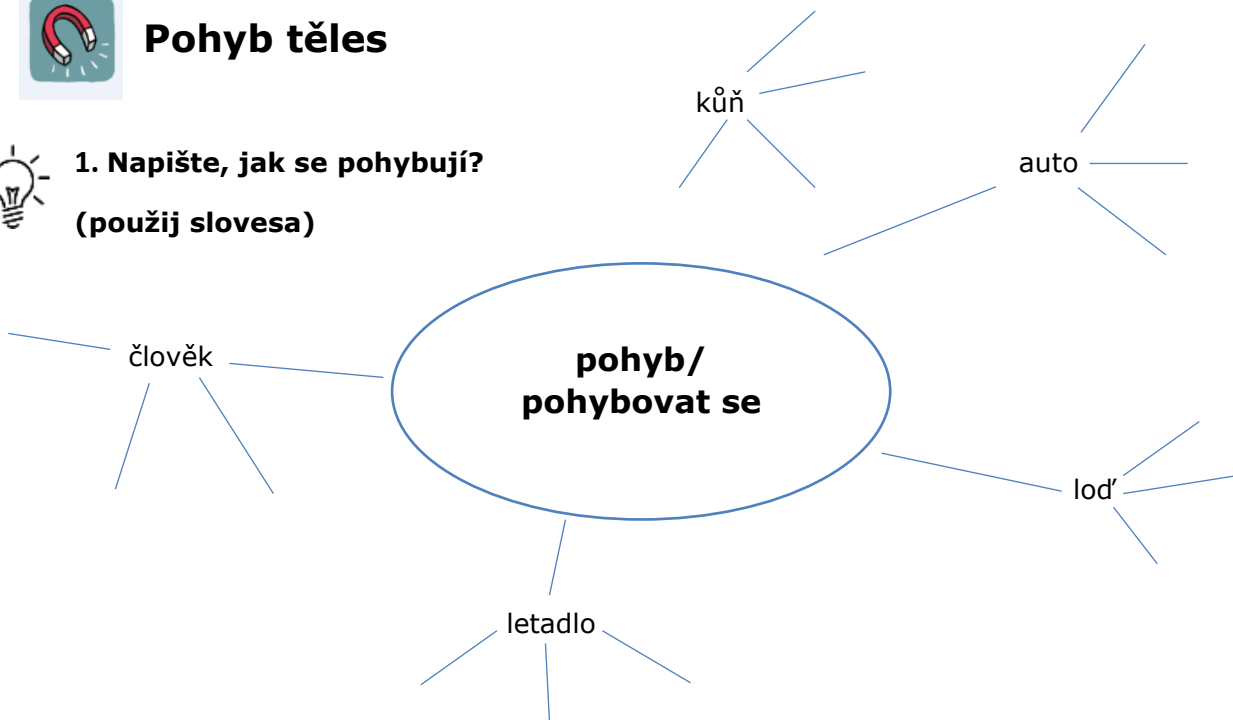 Pohyb těles
kůň
auto
1. Napište, jak se pohybují?
(použij slovesa)
člověk
pohyb/
pohybovat se
loď
letadlo